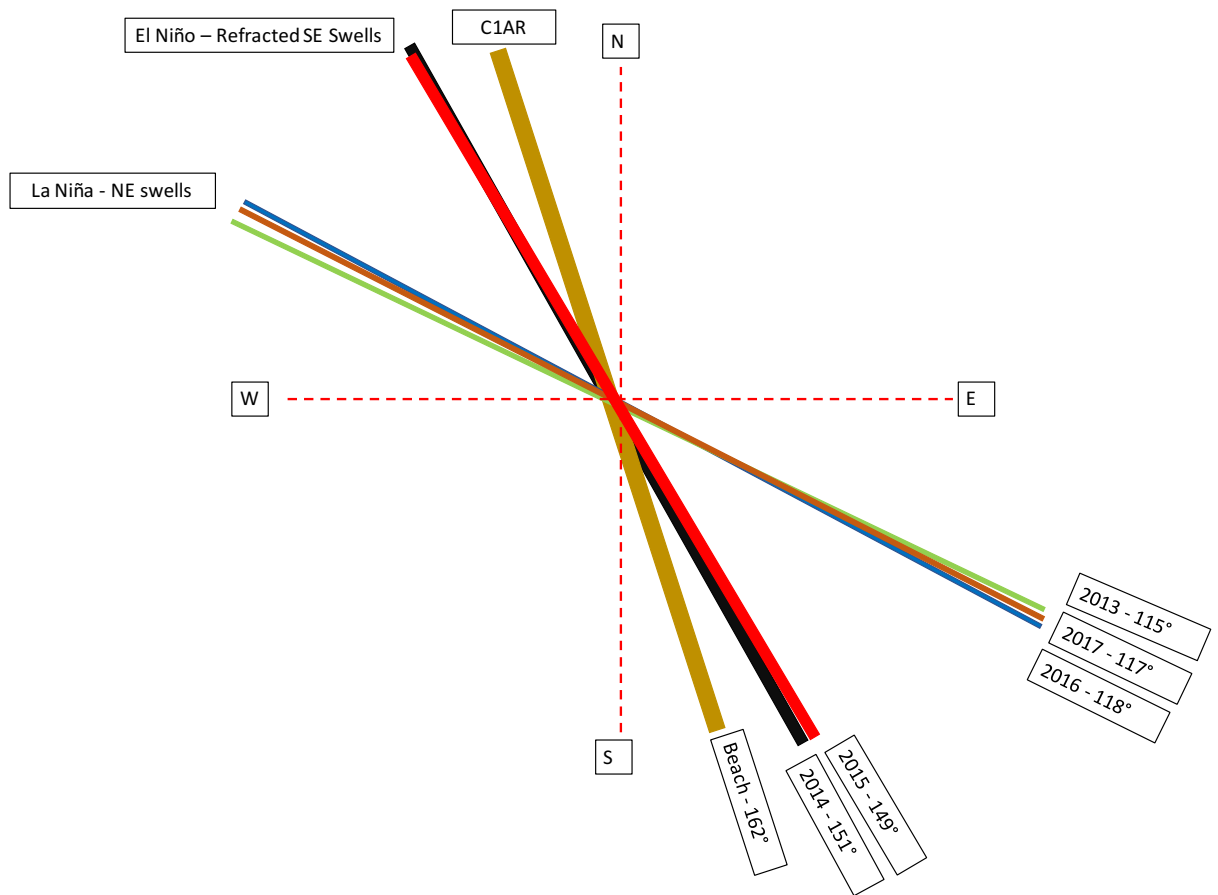 El Niño – Refracted SE Swells
C1AR
N
La Niña - NE swells
W
E
2013 - 115°
2017 - 117°
2016 - 118°
S
Beach - 162°
2014 - 151°
2015 - 149°